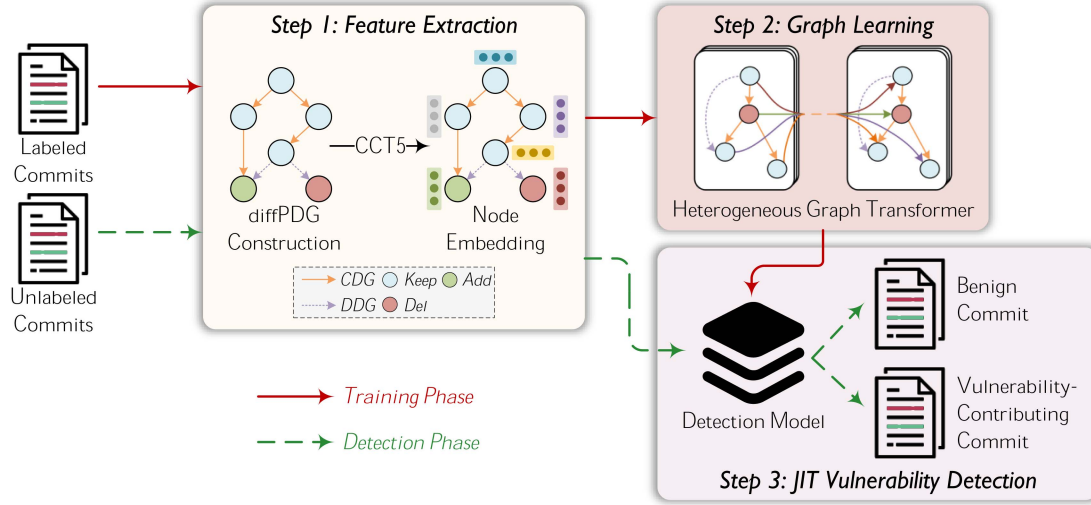 Step 1: Feature Extraction
Step 2: Graph Learning
Labeled
Commits
CCT5
diffPDG
Construction
Node
Embedding
Heterogeneous Graph Transformer
Unlabeled
Commits
CDG Keep Add
DDG Del
Benign
Commit
Training Phase
Detection Phase
Detection Model
Vulnerability-
Contributing
Commit
Step 3: JIT Vulnerability Detection